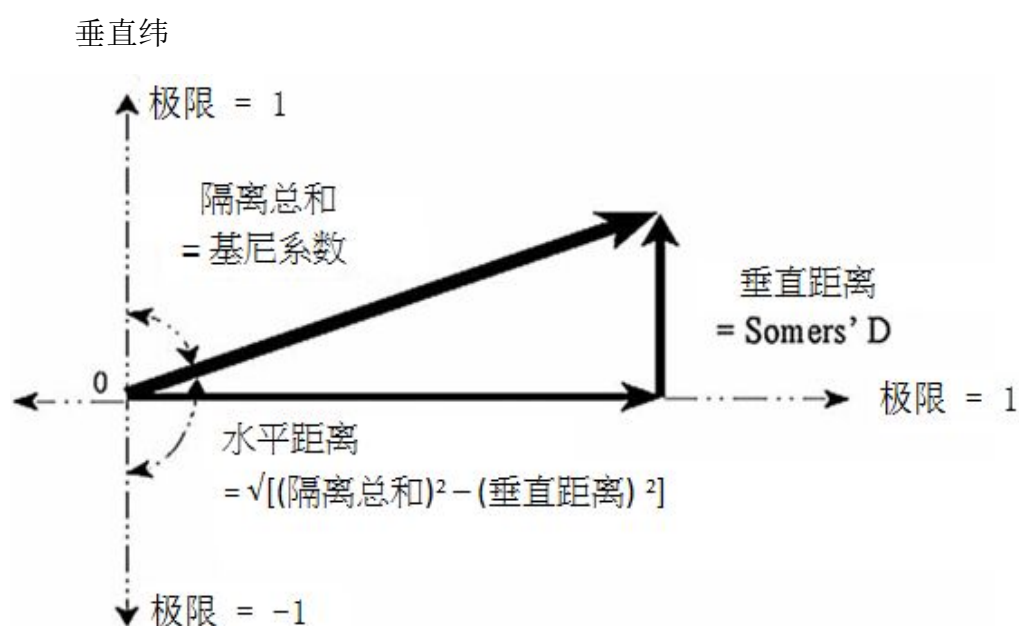 垂直纬
极限 = 1
隔离总和
= 基尼系数
垂直距离
= Somers’ D
0
极限 = 1
水平距离
= √[(隔离总和)² – (垂直距离) ²]
极限 = -1